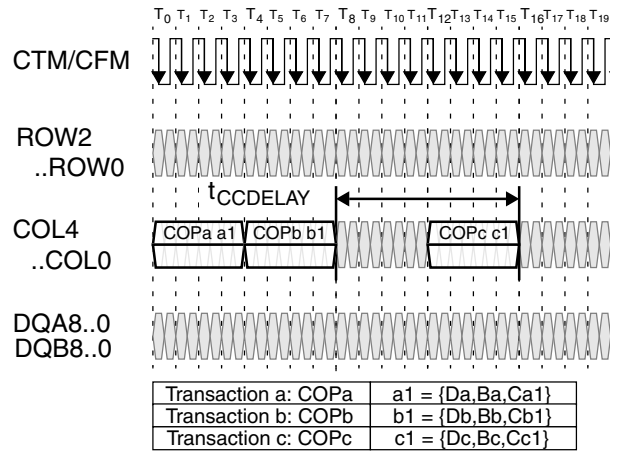 T0 T1 T2 T3 T4 T5 T6 T7 T8 T9 T10 T11 T12 T13 T14 T15 T16 T17 T18 T19
CTM/CFM
ROW2
..ROW0
tCCDELAY
COL4
..COL0
COPa a1 COPb b1 COPc c1
DQA8..0
DQB8..0
Transaction a: COPa a1 = {Da,Ba,Ca1}
Transaction b: COPb b1 = {Db,Bb,Cb1}
Transaction c: COPc c1 = {Dc,Bc,Cc1}